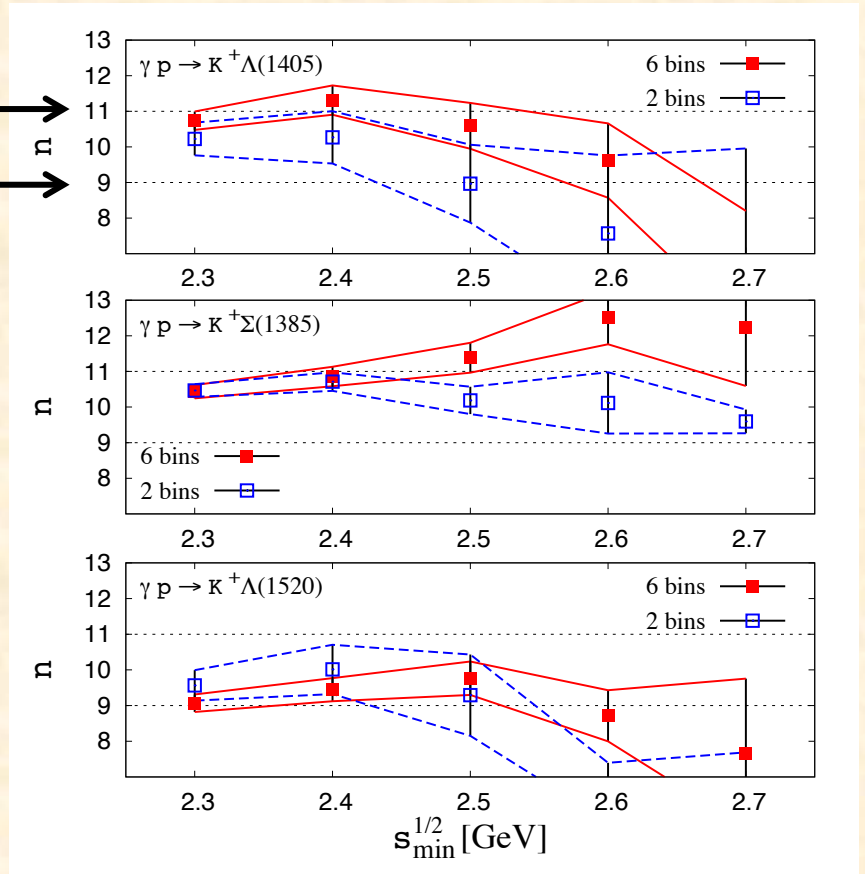 13
12
11
10
9
8
n
γ p → K⁺Λ(1405)
6 bins
2 bins
2.3 2.4 2.5 2.6 2.7
13
12
11
10
9
8
n
γ p → K⁺Σ(1385)
6 bins
2 bins
2.3 2.4 2.5 2.6 2.7
13
12
11
10
9
8
n
γ p → K⁺Λ(1520)
6 bins
2 bins
2.3 2.4 2.5 2.6 2.7
s_min^1/2 [GeV]